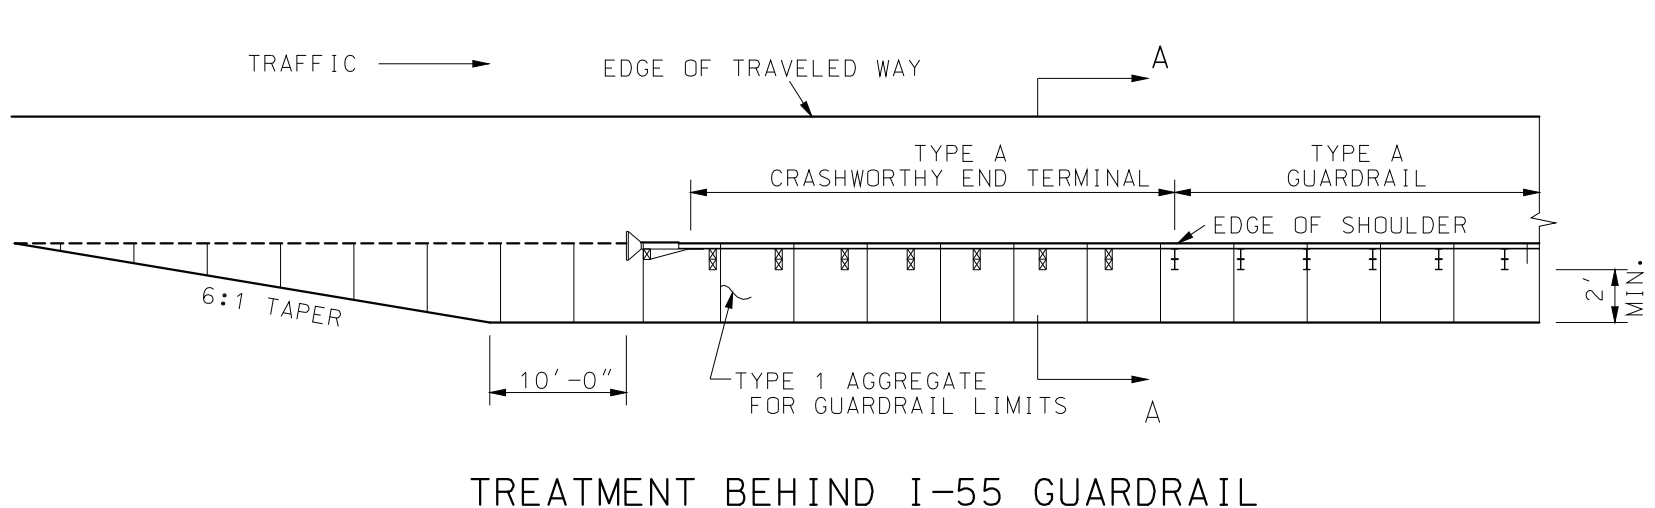 TRAFFIC
EDGE OF TRAVELED WAY
A
TYPE A
CRASHWORTHY END TERMINAL
TYPE A
GUARDRAIL
EDGE OF SHOULDER
6:1 TAPER
2'
MIN.
10'-0"
TYPE 1 AGGREGATE
FOR GUARDRAIL LIMITS
A
TREATMENT BEHIND I-55 GUARDRAIL